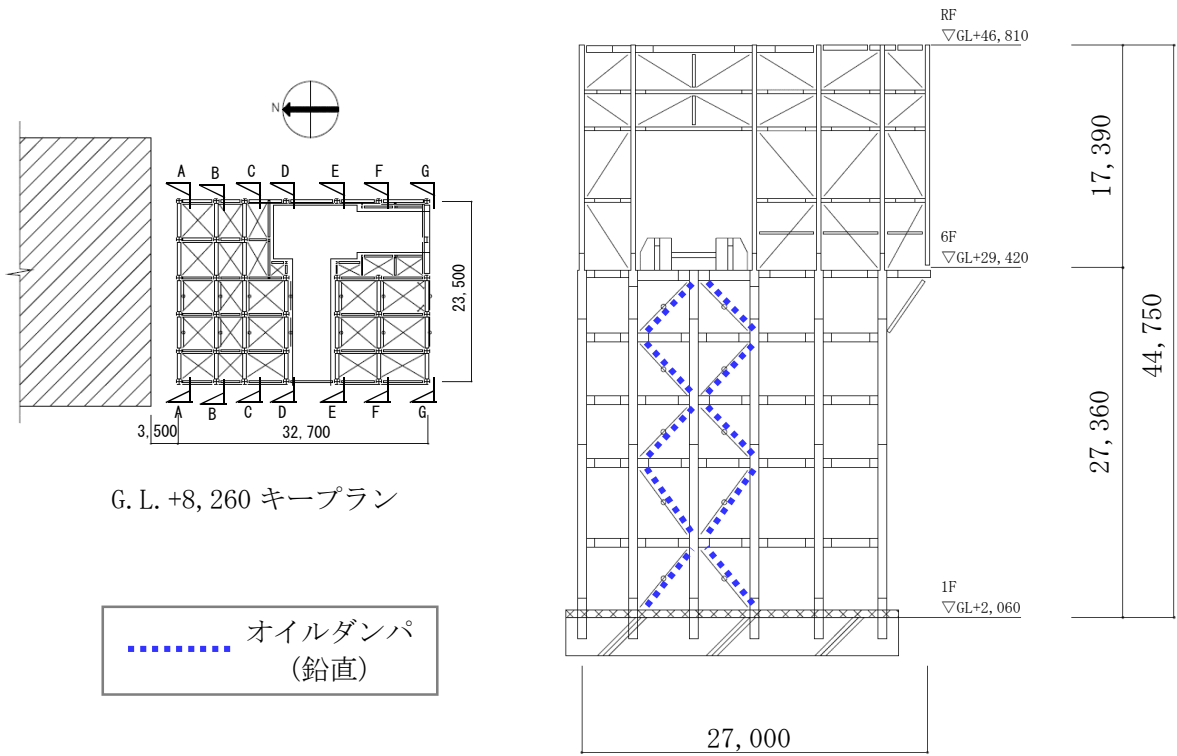 N
A B C D E F G
A B C D E F G
23,500
3,500
32,700
G.L.+8,260 キープラン
オイルダンパ
(鉛直)
RF
▽GL+46,810
17,390
6F
▽GL+29,420
44,750
27,360
1F
▽GL+2,060
27,000